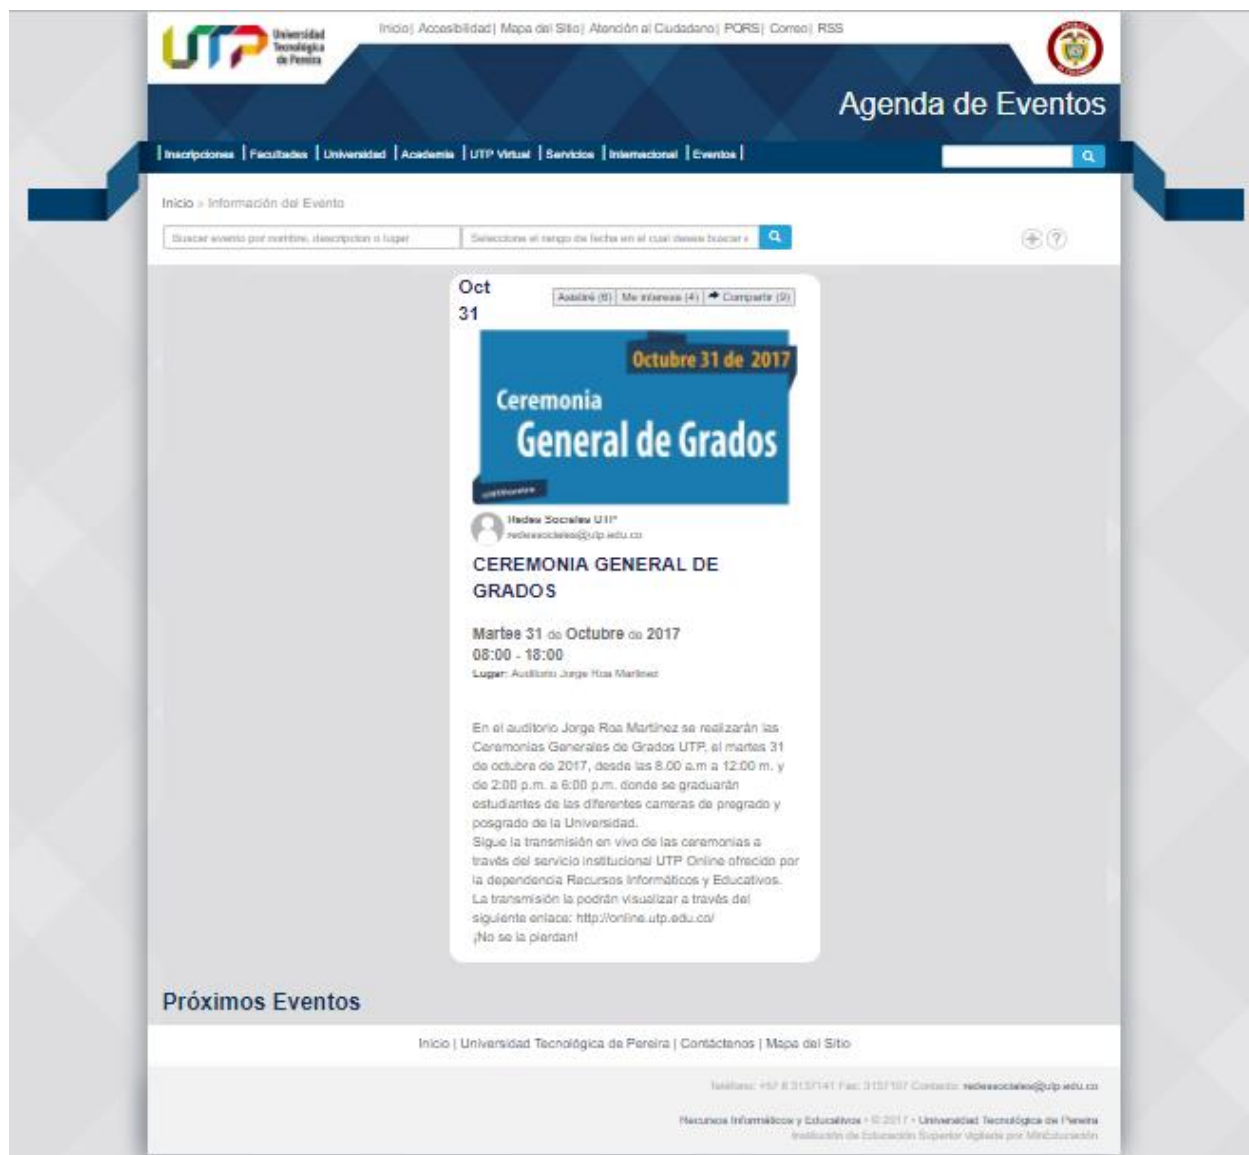 UTP Universidad
Tecnológica
de Pereira
Inicio| Accesibilidad| Mapa del Sitio| Atención al Ciudadano| PQRS| Correo| RSS
Agenda de Eventos
Inscripciones | Facultades | Universidad | Academia | UTP Virtual | Servicios | Internacional | Eventos |
Inicio » Información del Evento
Buscar evento por nombre, descripcion o lugar
Seleccione el rango de fecha en el cual desea buscar e
Oct
31
Asistiré (6) Me interesa (4) Compartir (9)
Octubre 31 de 2017
Ceremonia
General de Grados
Redes Sociales UTP
redessociales@utp.edu.co
CEREMONIA GENERAL DE
GRADOS
Martes 31 de Octubre de 2017
08:00 - 18:00
Lugar: Auditorio Jorge Roa Martínez
En el auditorio Jorge Roa Martínez se realizarán las
Ceremonias Generales de Grados UTP, el martes 31
de octubre de 2017, desde las 8.00 a.m a 12:00 m. y
de 2:00 p.m. a 6:00 p.m. donde se graduarán
estudiantes de las diferentes carreras de pregrado y
posgrado de la Universidad.
Sigue la transmisión en vivo de las ceremonias a
través del servicio institucional UTP Online ofrecido por
la dependencia Recursos Informáticos y Educativos.
La transmisión la podrán visualizar a través del
siguiente enlace: http://online.utp.edu.co/
¡No se la pierdan!
Próximos Eventos
Inicio | Universidad Tecnológica de Pereira | Contáctenos | Mapa del Sitio
Teléfono: +57 6 3137141 Fax: 3137107 Contacto: redessociales@utp.edu.co
Recursos Informáticos y Educativos - © 2017 - Universidad Tecnológica de Pereira
Institución de Educación Superior Vigilada por MinEducación